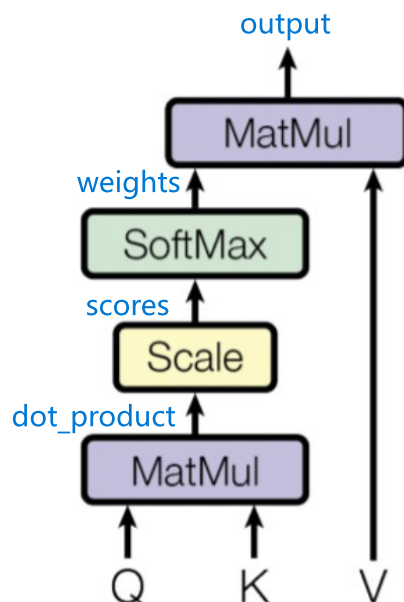 output
MatMul
weights
SoftMax
scores
Scale
dot_product
MatMul
Q K V